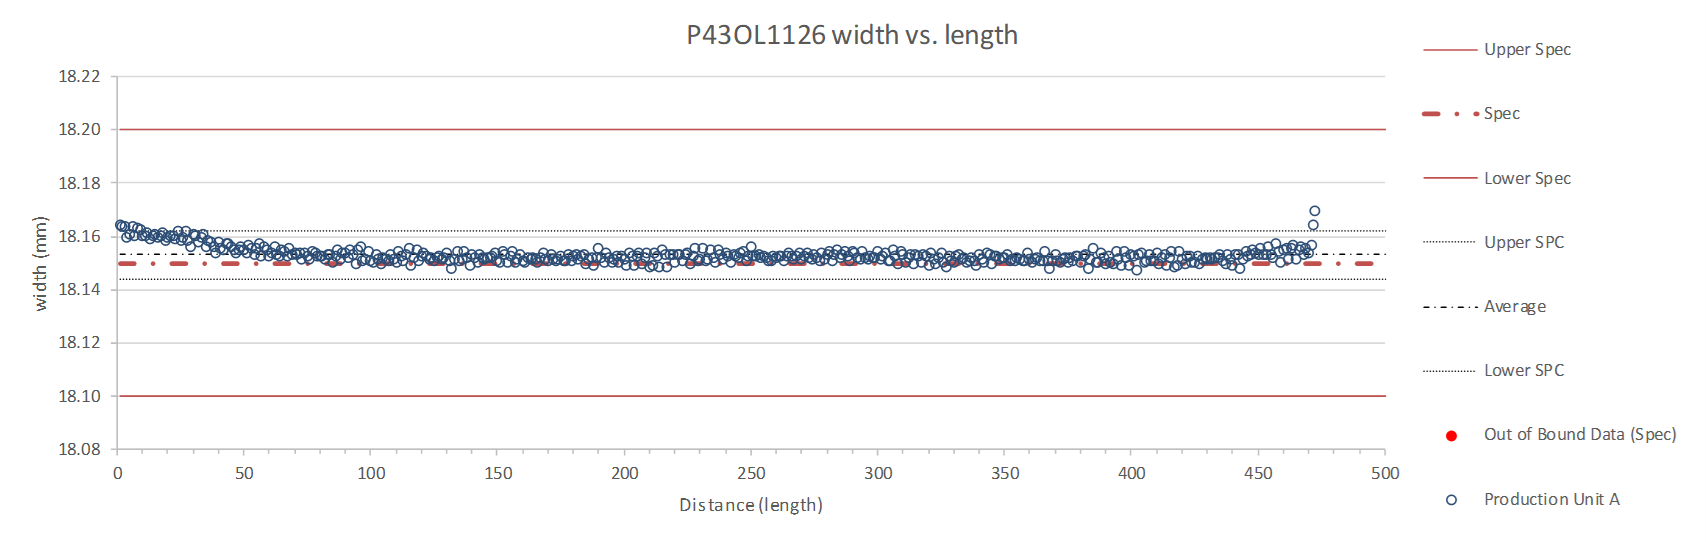 P43OL1126 width vs. length
18.22
18.20
18.18
18.16
18.14
18.12
18.10
18.08
width (mm)
0 50 100 150 200 250 300 350 400 450 500
Distance (length)
Upper Spec
Spec
Lower Spec
Upper SPC
Average
Lower SPC
Out of Bound Data (Spec)
Production Unit A